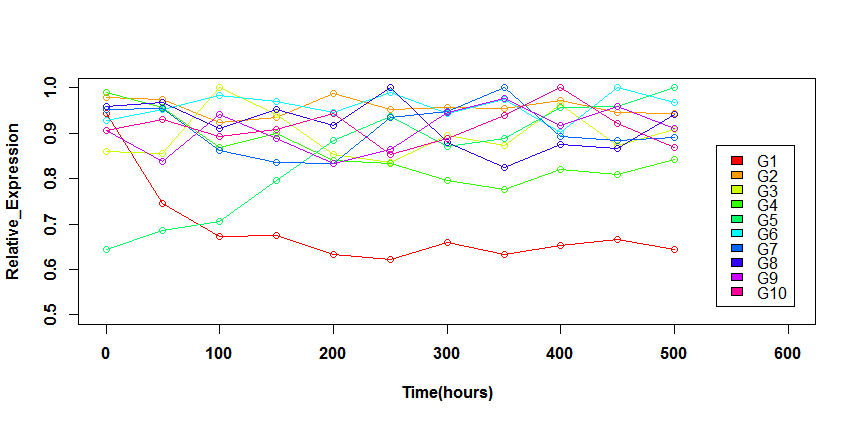 Relative_Expression
1.0
0.9
0.8
0.7
0.6
0.5
0 100 200 300 400 500 600
Time(hours)
G1
G2
G3
G4
G5
G6
G7
G8
G9
G10